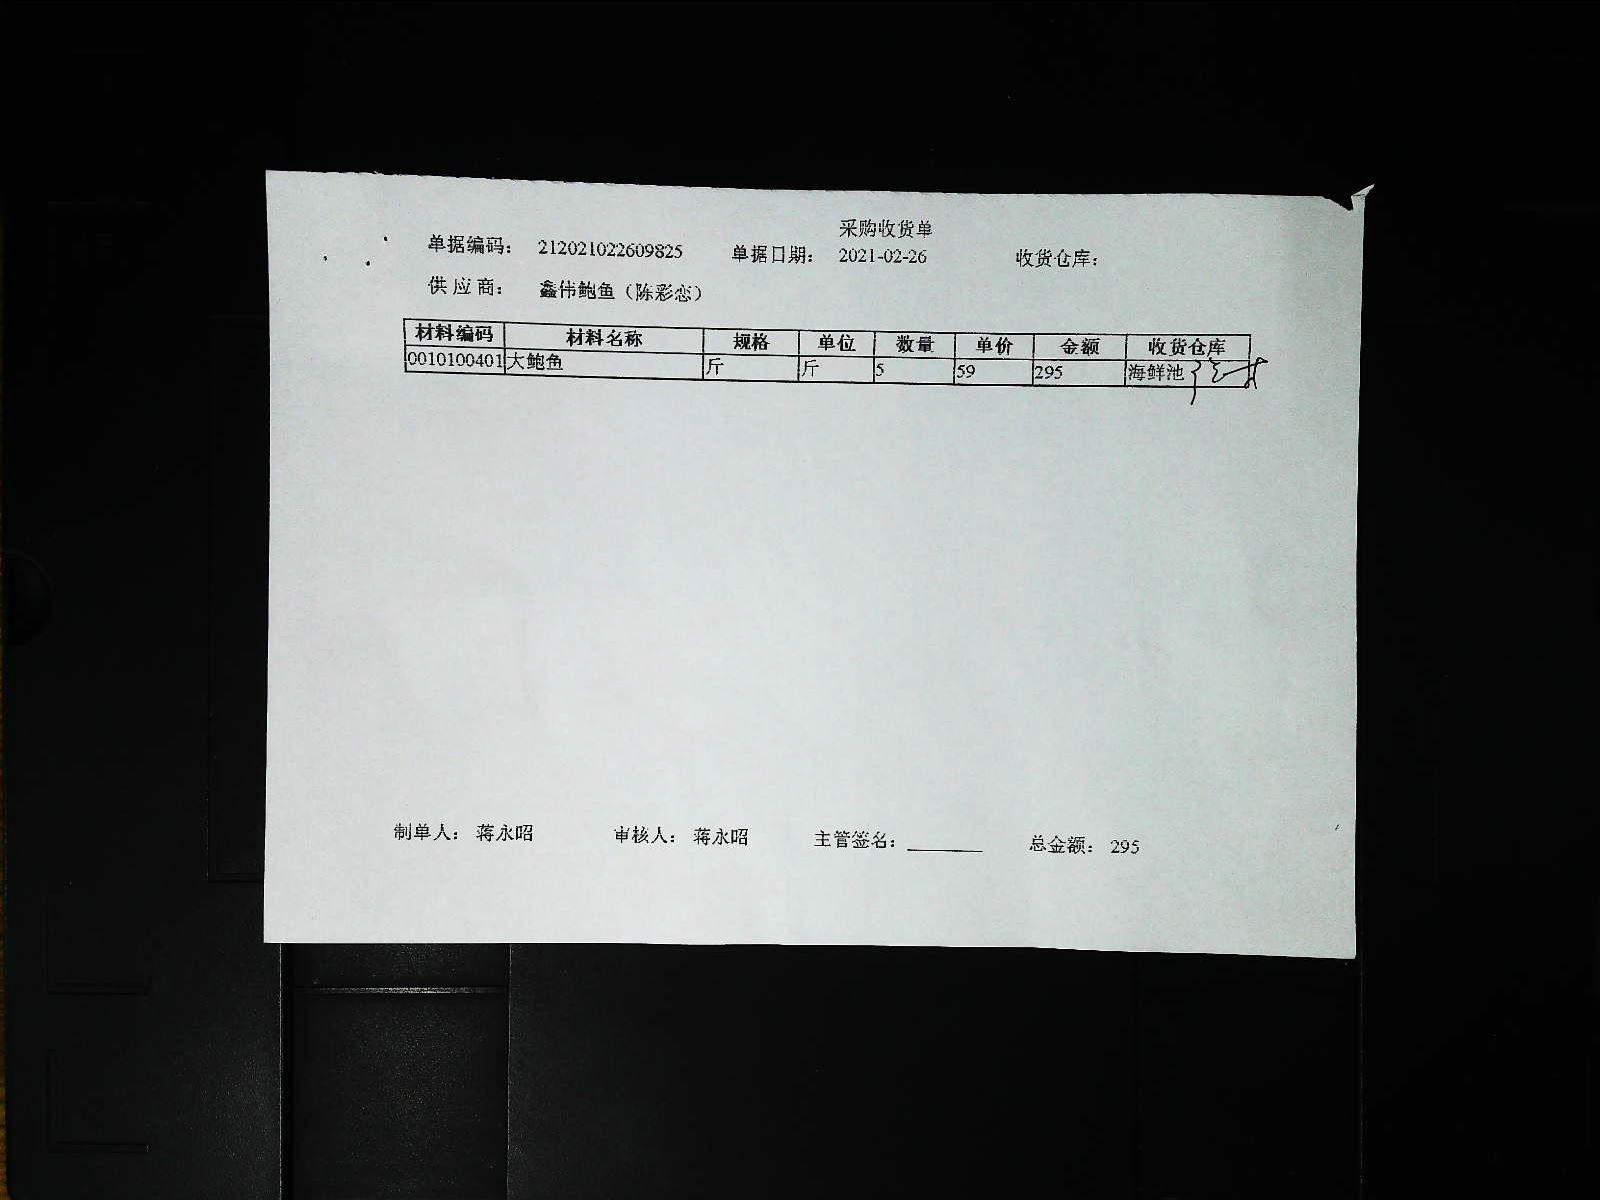 采购收货单
单据编码： 212021022609825 单据日期： 2021-02-26 收货仓库：
供应商： 鑫伟鲍鱼（陈彩恋）
材料编码 材料名称 规格 单位 数量 单价 金额 收货仓库
0010100401 大鲍鱼 斤 斤 5 59 295 海鲜池
制单人： 蒋永昭 审核人： 蒋永昭 主管签名：________ 总金额： 295